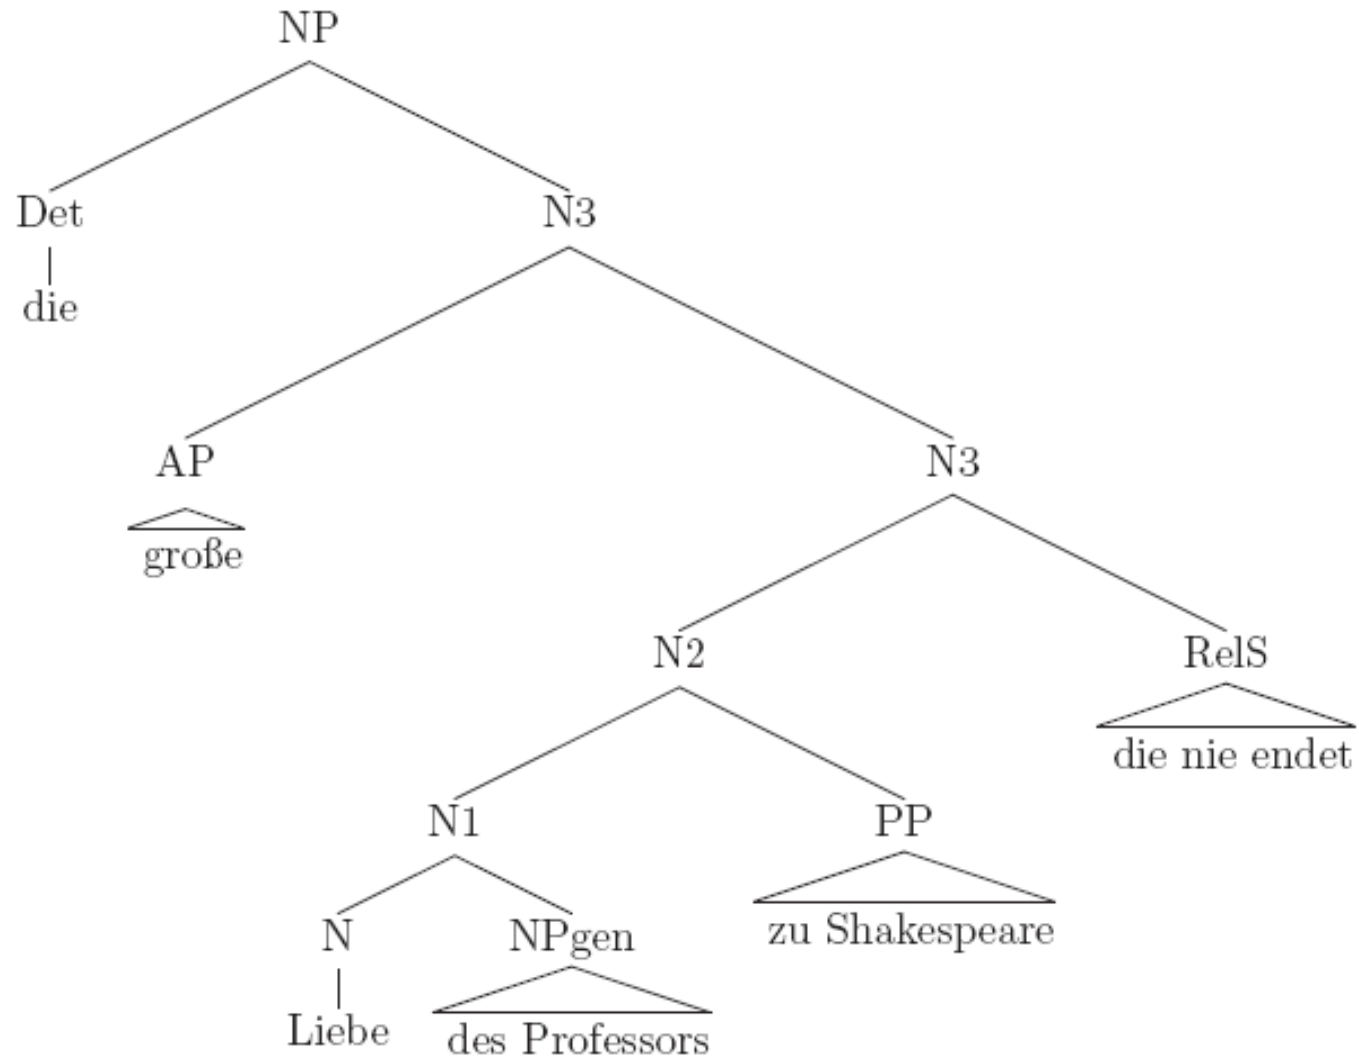 NP
Det N3
die
AP N3
große
N2 RelS
die nie endet
N1 PP
N NPgen zu Shakespeare
Liebe des Professors